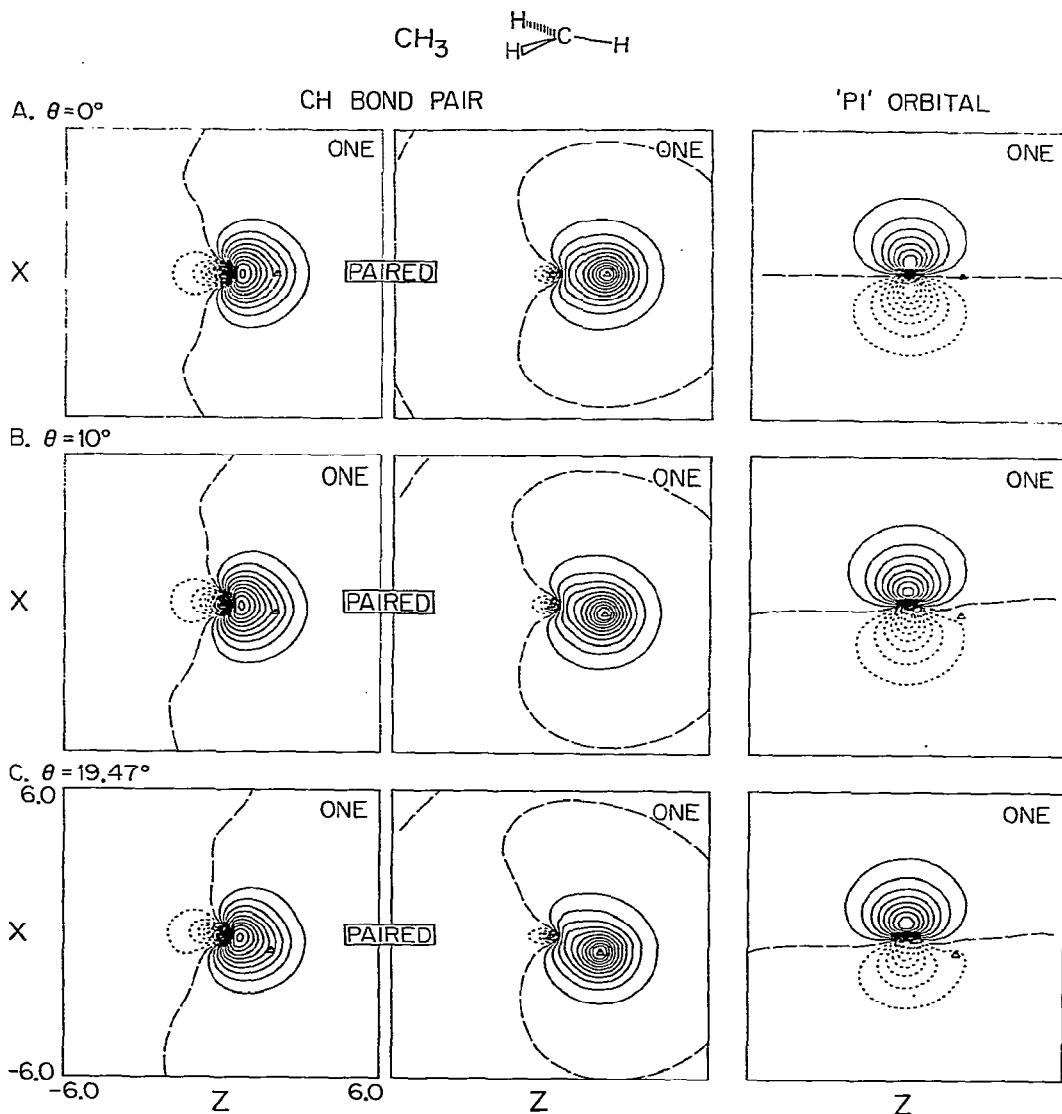 CH3
H
H C H
CH BOND PAIR
'PI' ORBITAL
A. θ=0°
ONE
ONE
ONE
X
PAIRED
B. θ=10°
ONE
ONE
ONE
X
PAIRED
C. θ=19.47°
6.0
ONE
ONE
ONE
X
PAIRED
-6.0
-6.0
6.0
Z
Z
Z